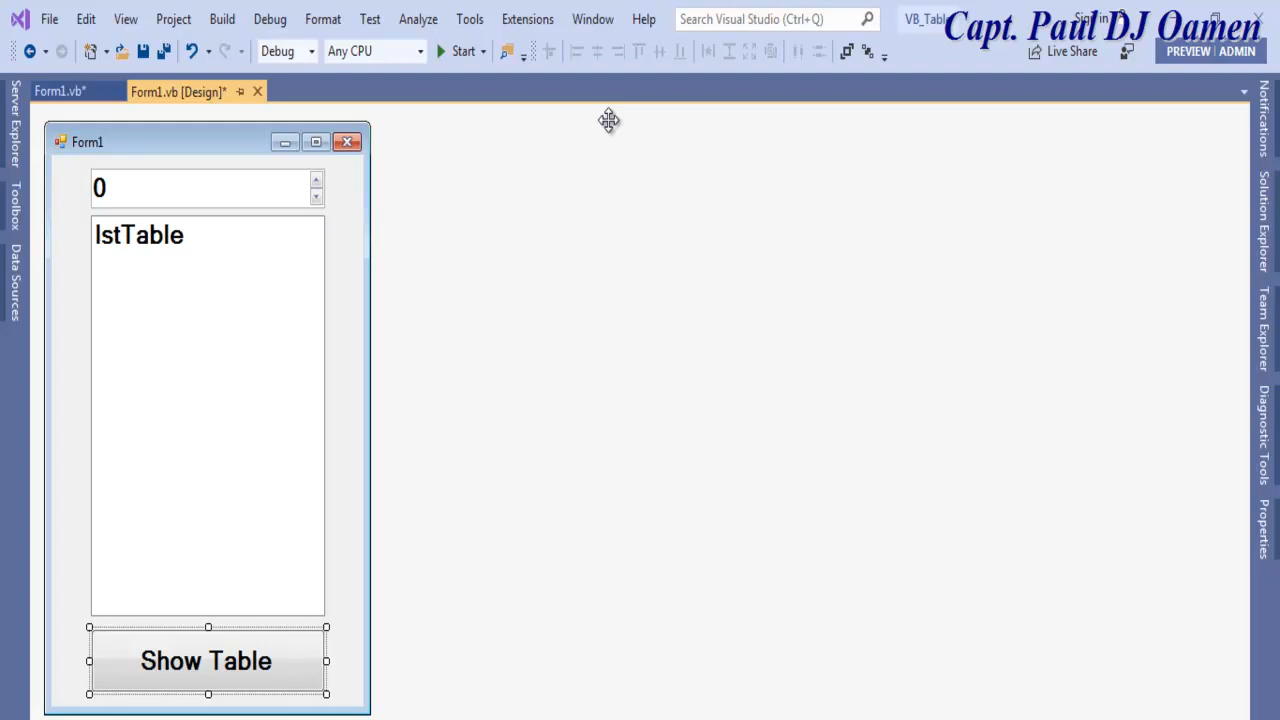 File Edit View Project Build Debug Format Test Analyze Tools Extensions Window Help Search Visual Studio (Ctrl+Q) VB_Table
Capt. Paul DJ Oamen
Debug Any CPU Start Live Share PREVIEW ADMIN
Form1.vb* Form1.vb [Design]*
Server Explorer
Toolbox
Data Sources
Form1
0
lstTable
Show Table
Notifications
Solution Explorer
Team Explorer
Diagnostic Tools
Properties